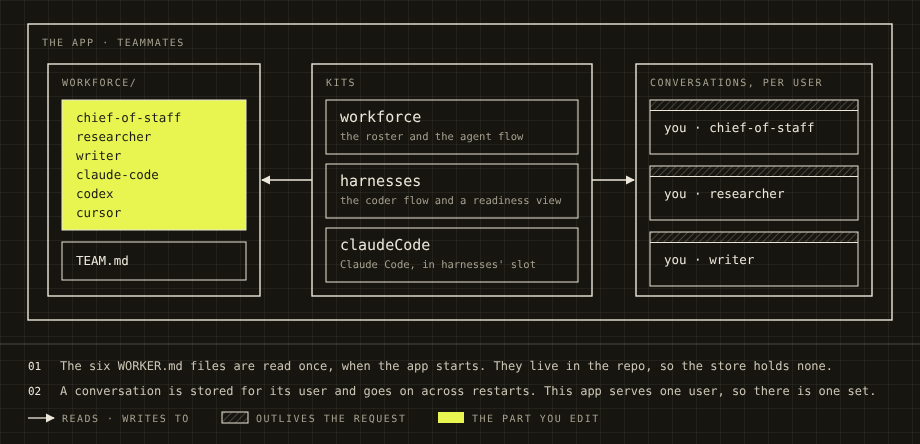 THE APP · TEAMMATES
WORKFORCE/
chief-of-staff
researcher
writer
claude-code
codex
cursor
TEAM.md
KITS
workforce
the roster and the agent flow
harnesses
the coder flow and a readiness view
claudeCode
Claude Code, in harnesses' slot
CONVERSATIONS, PER USER
you · chief-of-staff
you · researcher
you · writer
01 The six WORKER.md files are read once, when the app starts. They live in the repo, so the store holds none.
02 A conversation is stored for its user and goes on across restarts. This app serves one user, so there is one set.
READS · WRITES TO OUTLIVES THE REQUEST THE PART YOU EDIT